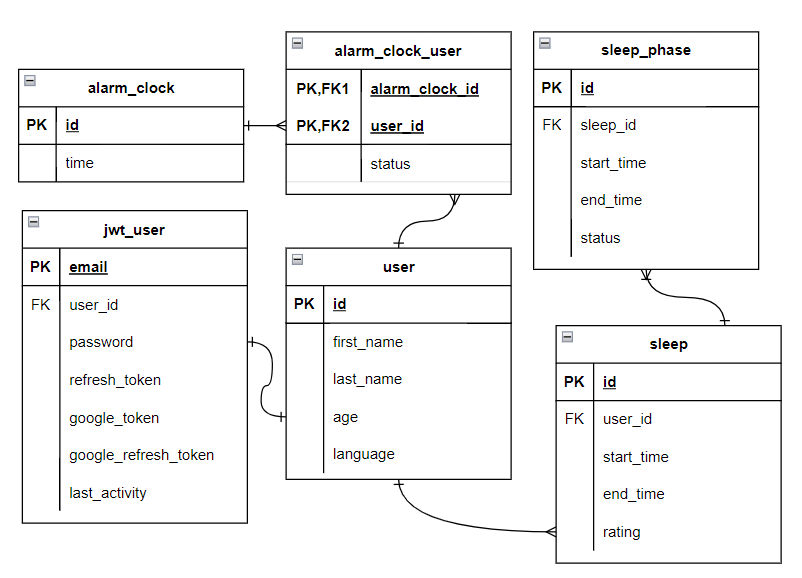 alarm_clock
PK id
time
alarm_clock_user
PK,FK1 alarm_clock_id
PK,FK2 user_id
status
sleep_phase
PK id
FK sleep_id
start_time
end_time
status
jwt_user
PK email
FK user_id
password
refresh_token
google_token
google_refresh_token
last_activity
user
PK id
first_name
last_name
age
language
sleep
PK id
FK user_id
start_time
end_time
rating